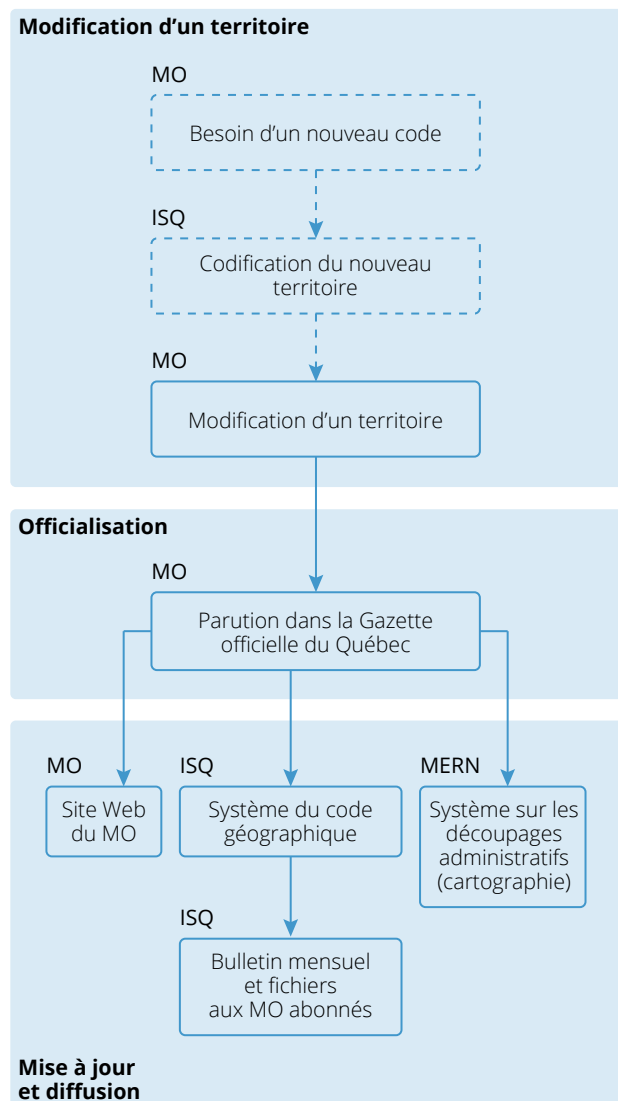 Modification d’un territoire
MO
Besoin d’un nouveau code
ISQ
Codification du nouveau
territoire
MO
Modification d’un territoire
Officialisation
MO
Parution dans la Gazette
officielle du Québec
MO
Site Web
du MO
ISQ
Système du code
géographique
MERN
Système sur les
découpages
administratifs
(cartographie)
ISQ
Bulletin mensuel
et fichiers
aux MO abonnés
Mise à jour
et diffusion